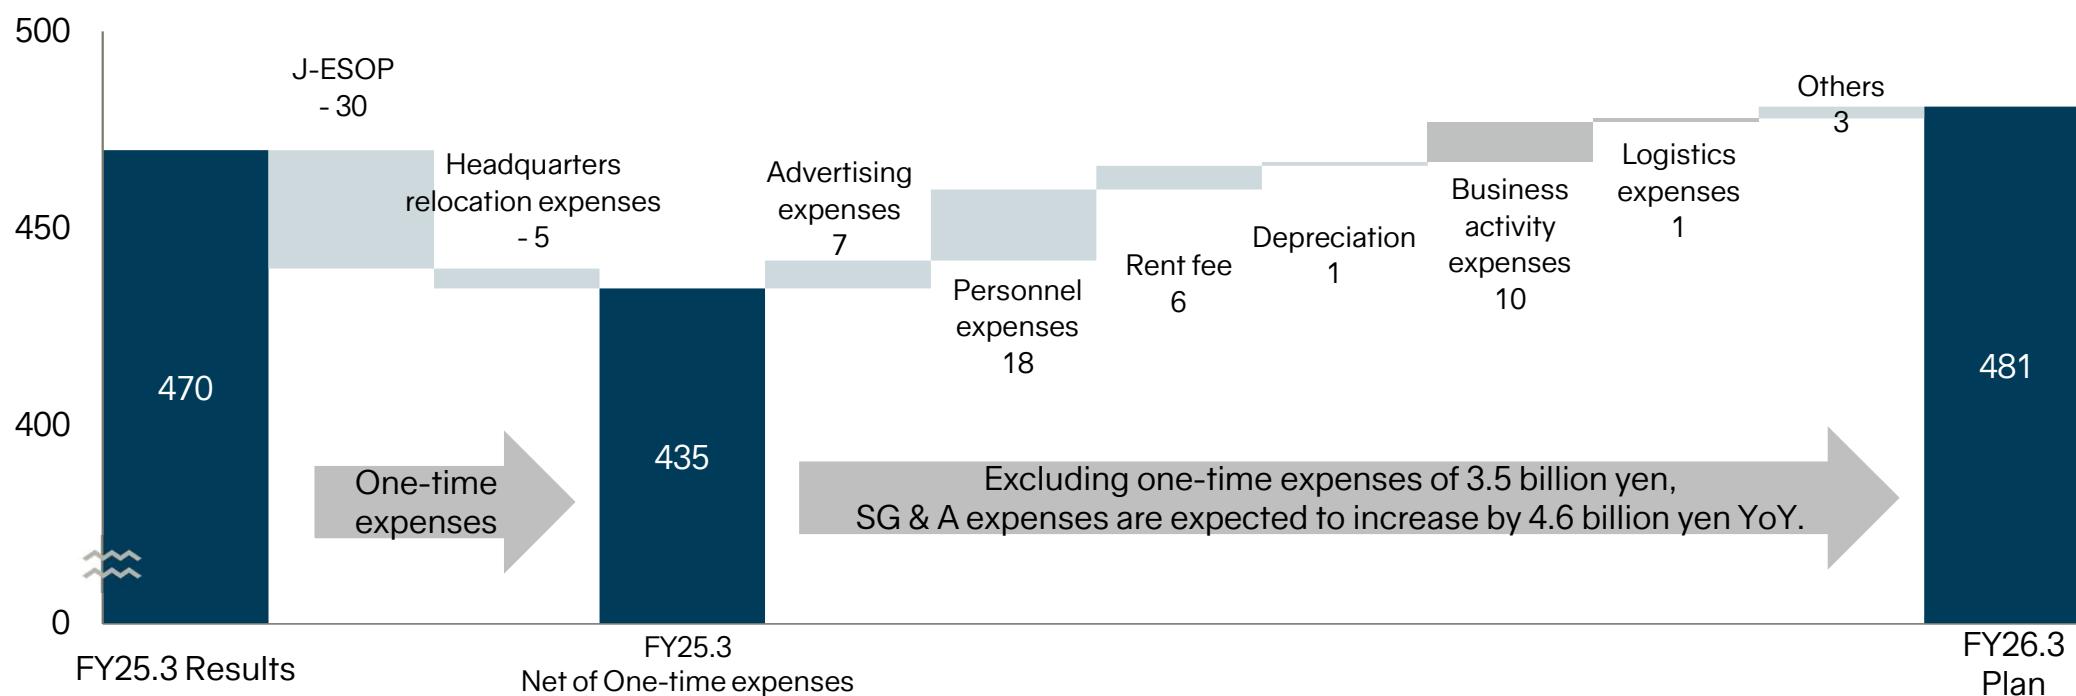 500
450
400
0
J-ESOP
- 30
Headquarters
relocation expenses
- 5
Advertising
expenses
7
Personnel
expenses
18
Rent fee
6
Depreciation
1
Business
activity
expenses
10
Logistics
expenses
1
Others
3
470
435
481
One-time
expenses
Excluding one-time expenses of 3.5 billion yen,
SG & A expenses are expected to increase by 4.6 billion yen YoY.
FY25.3 Results
FY25.3
Net of One-time expenses
FY26.3
Plan